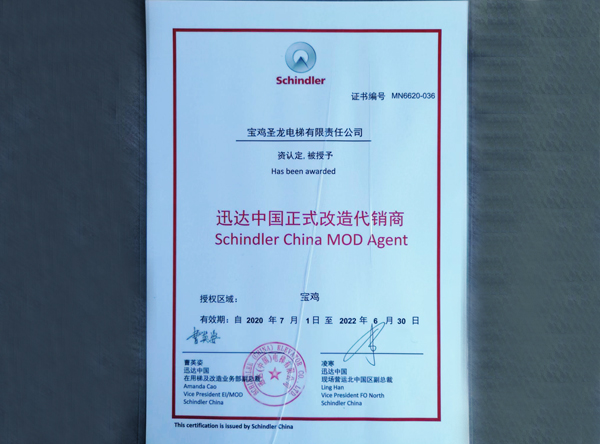 Schindler
证书编号 MN6620-036
宝鸡圣龙电梯有限责任公司
资认定, 被授予
Has been awarded
迅达中国正式改造代销商
Schindler China MOD Agent
授权区域： 宝鸡
有效期：自 2020 年 7 月 1日 至 2022 年 6 月 30 日
曹英姿
迅达中国
在用梯及改造业务部副总裁
Amanda Cao
Vice President EI/MOD
Schindler China
凌寒
迅达中国
现场营运北中国区副总裁
Ling Han
Vice President FO North
Schindler China
This certification is issued by Schindler China